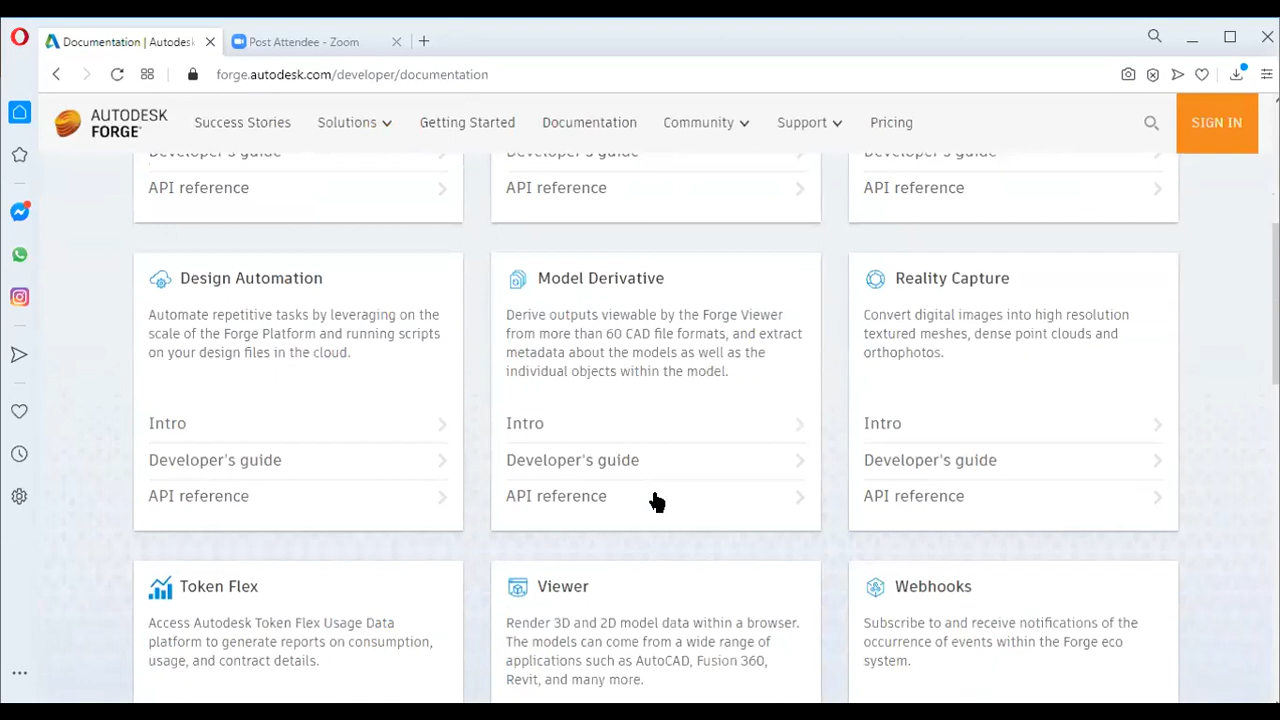 Documentation | Autodesk
Post Attendee - Zoom
forge.autodesk.com/developer/documentation
AUTODESK
FORGE
Success Stories
Solutions
Getting Started
Documentation
Community
Support
Pricing
SIGN IN
Developer's guide
Developer's guide
Developer's guide
API reference
API reference
API reference
Design Automation
Automate repetitive tasks by leveraging on the
scale of the Forge Platform and running scripts
on your design files in the cloud.
Intro
Developer's guide
API reference
Model Derivative
Derive outputs viewable by the Forge Viewer
from more than 60 CAD file formats, and extract
metadata about the models as well as the
individual objects within the model.
Intro
Developer's guide
API reference
Reality Capture
Convert digital images into high resolution
textured meshes, dense point clouds and
orthophotos.
Intro
Developer's guide
API reference
Token Flex
Access Autodesk Token Flex Usage Data
platform to generate reports on consumption,
usage, and contract details.
Viewer
Render 3D and 2D model data within a browser.
The models can come from a wide range of
applications such as AutoCAD, Fusion 360,
Revit, and many more.
Webhooks
Subscribe to and receive notifications of the
occurrence of events within the Forge eco
system.